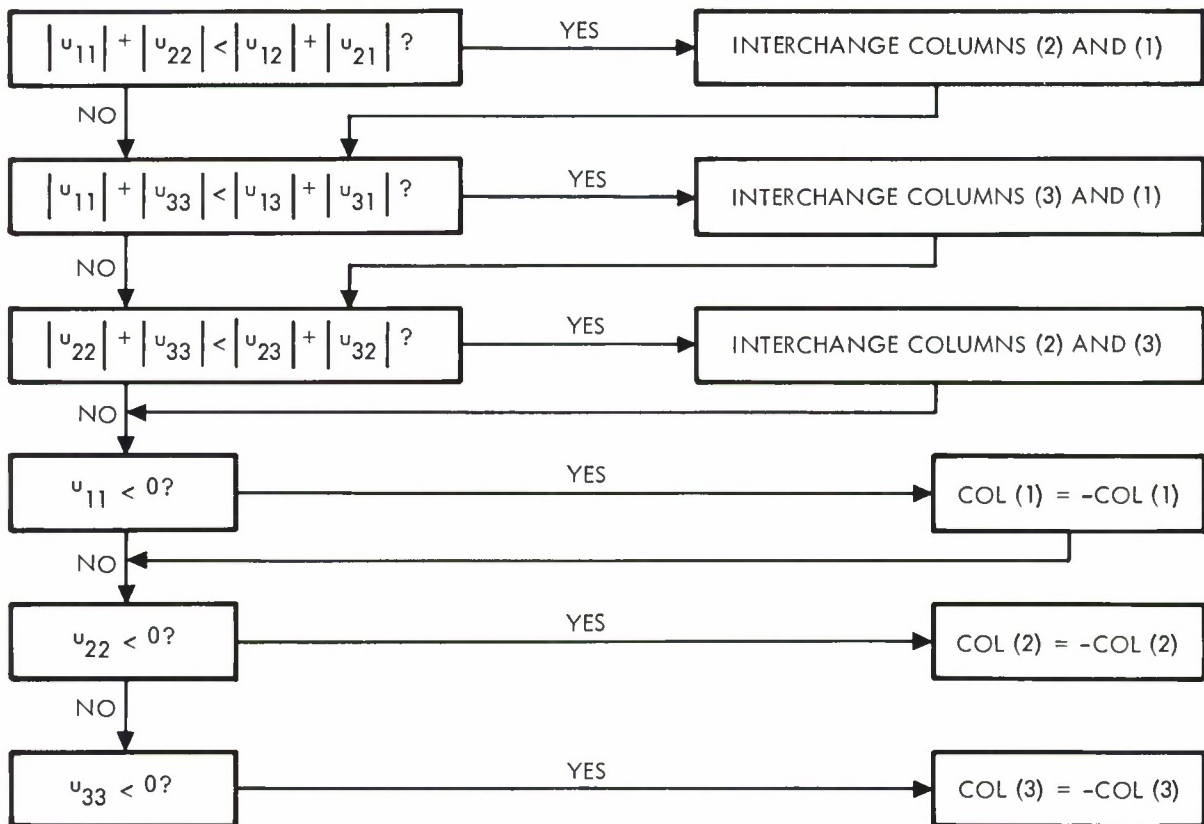 |u11| + |u22| < |u12| + |u21| ?
YES
INTERCHANGE COLUMNS (2) AND (1)
NO
|u11| + |u33| < |u13| + |u31| ?
YES
INTERCHANGE COLUMNS (3) AND (1)
NO
|u22| + |u33| < |u23| + |u32| ?
YES
INTERCHANGE COLUMNS (2) AND (3)
NO
u11 < 0?
YES
COL (1) = -COL (1)
NO
u22 < 0?
YES
COL (2) = -COL (2)
NO
u33 < 0?
YES
COL (3) = -COL (3)